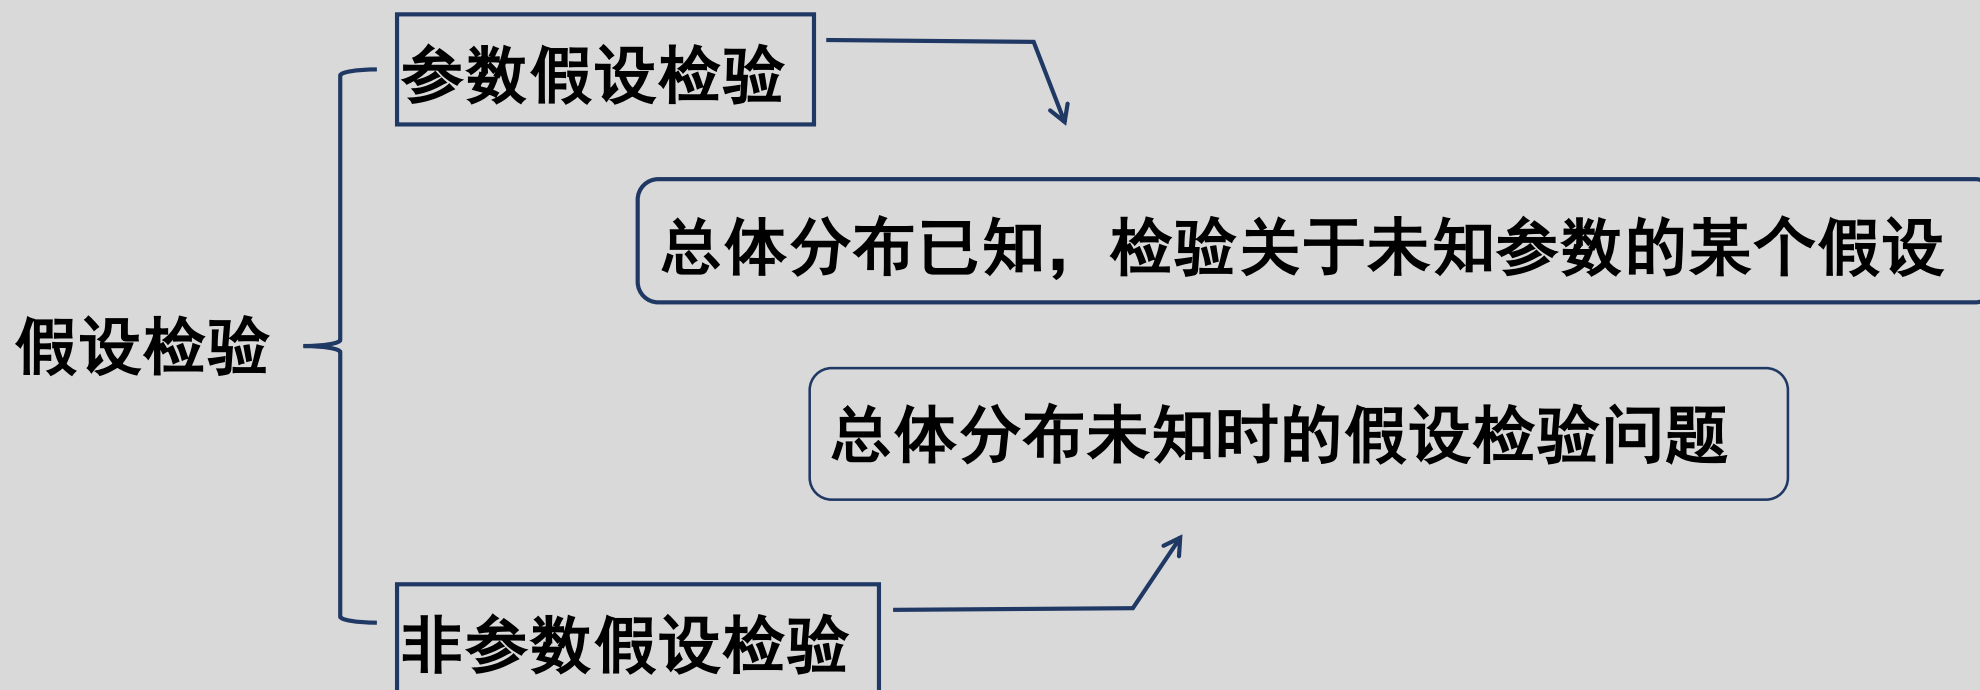 参数假设检验
总体分布已知，检验关于未知参数的某个假设
假设检验
总体分布未知时的假设检验问题
非参数假设检验